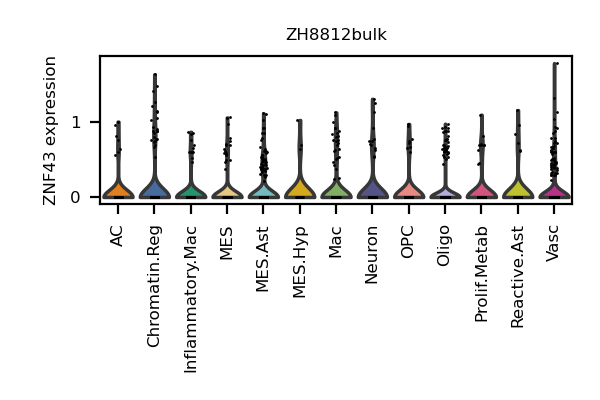 ZH8812bulk
ZNF43 expression
1
0
AC
Chromatin.Reg
Inflammatory.Mac
MES
MES.Ast
MES.Hyp
Mac
Neuron
OPC
Oligo
Prolif.Metab
Reactive.Ast
Vasc